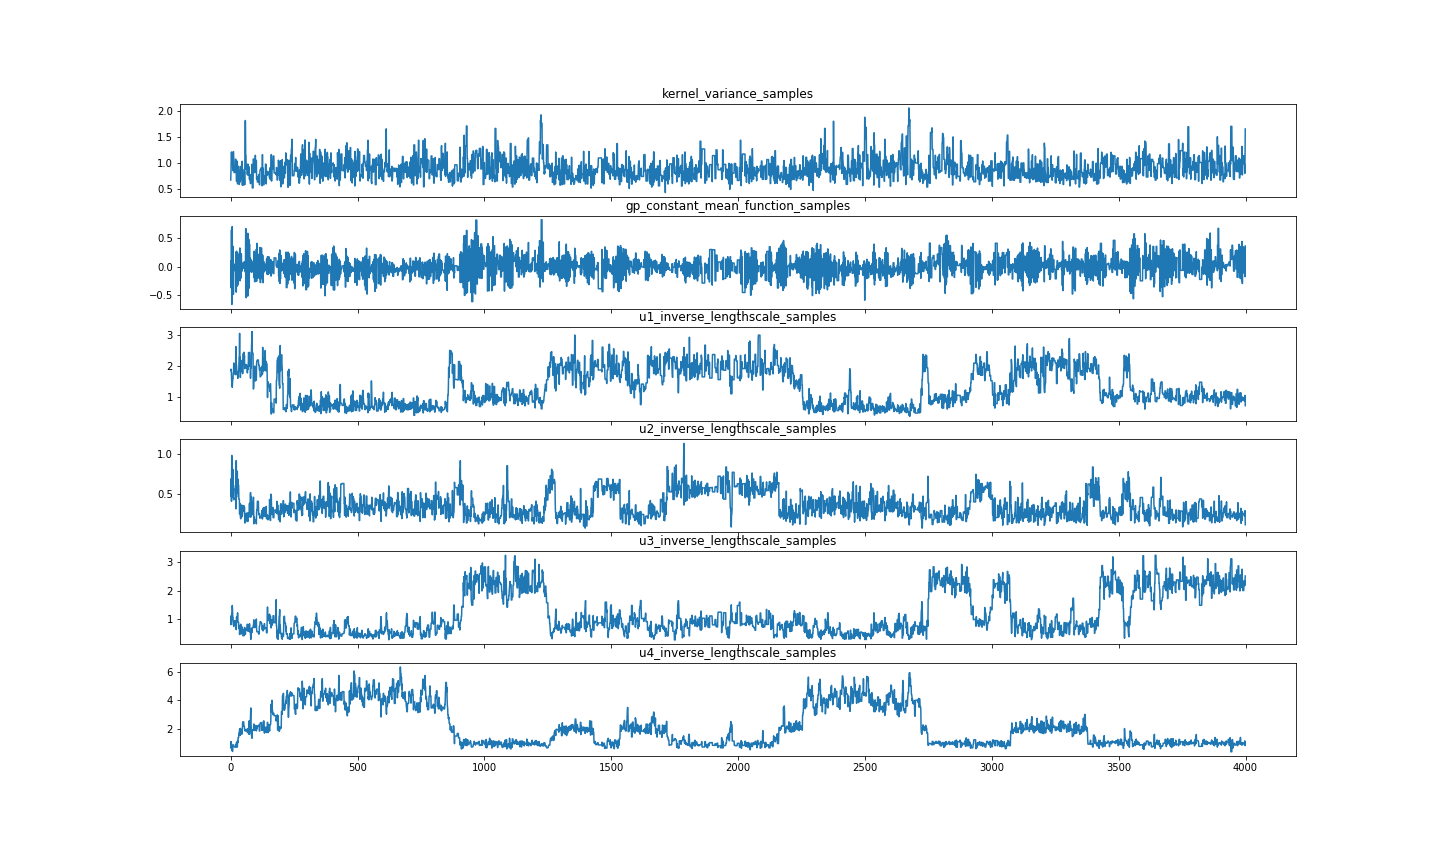 kernel_variance_samples
2.0
1.5
1.0
0.5
gp_constant_mean_function_samples
0.5
0.0
−0.5
u1_inverse_lengthscale_samples
3
2
1
u2_inverse_lengthscale_samples
1.0
0.5
u3_inverse_lengthscale_samples
3
2
1
u4_inverse_lengthscale_samples
6
4
2
0 500 1000 1500 2000 2500 3000 3500 4000